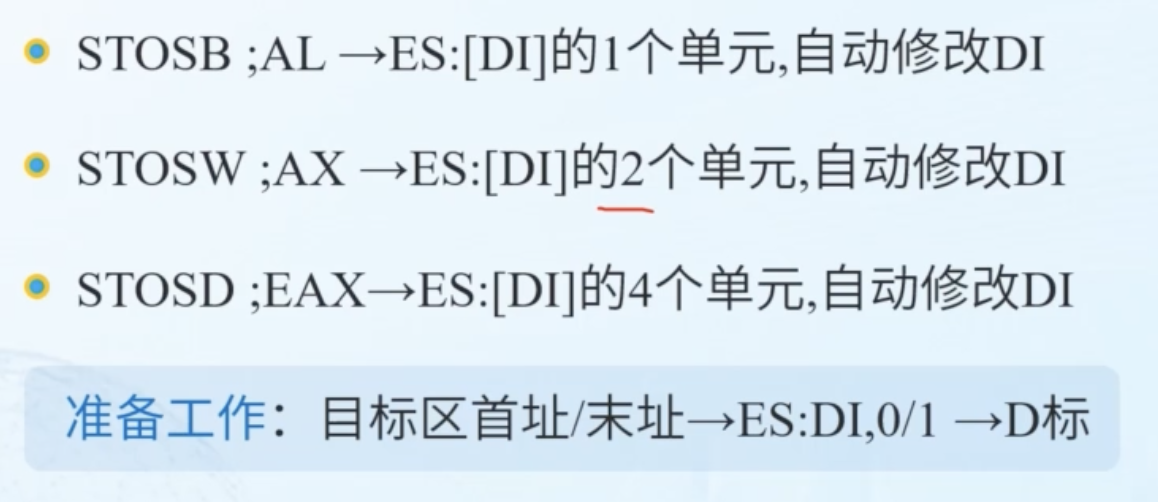 STOSB ;AL →ES:[DI]的1个单元,自动修改DI
STOSW ;AX →ES:[DI]的2个单元,自动修改DI
STOSD ;EAX→ES:[DI]的4个单元,自动修改DI
准备工作：目标区首址/末址→ES:DI,0/1 →D标